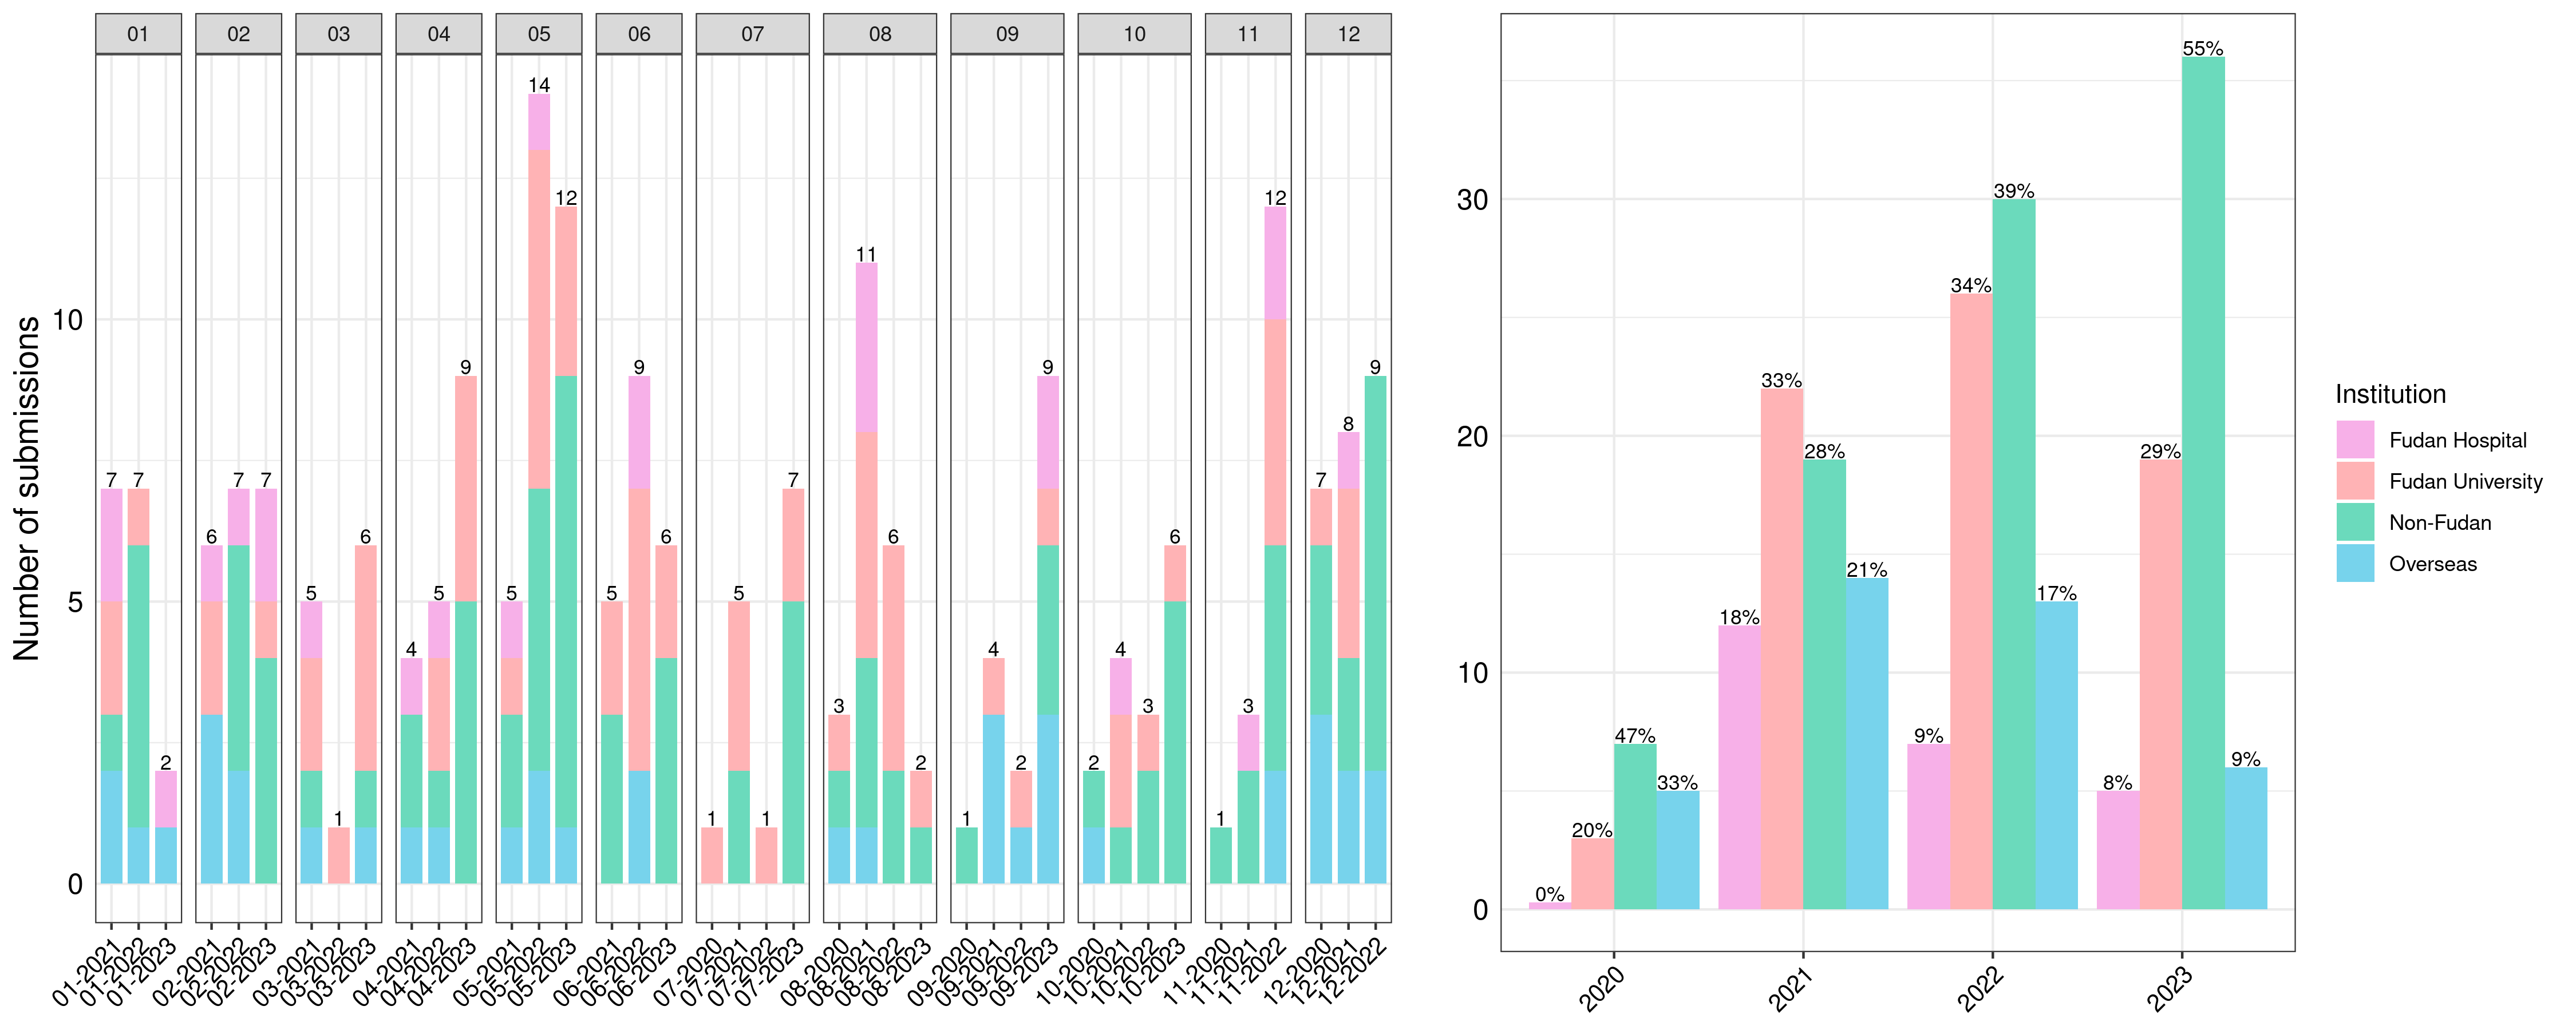 01 02 03 04 05 06 07 08 09 10 11 12
Number of submissions
10
5
0
7 7 2
6 7 7
5 1 6
4 5 9
5 14 12
5 9 6
1 5 1 7
3 11 6 2
1 4 2 9
2 4 3 6
1 3 12
7 8 9
01-2021 01-2022 01-2023
02-2021 02-2022 02-2023
03-2021 03-2022 03-2023
04-2021 04-2022 04-2023
05-2021 05-2022 05-2023
06-2021 06-2022 06-2023
07-2020 07-2021 07-2022 07-2023
08-2020 08-2021 08-2022 08-2023
09-2020 09-2021 09-2022 09-2023
10-2020 10-2021 10-2022 10-2023
11-2020 11-2021 11-2022
12-2020 12-2021 12-2022
30
20
10
0
0% 20% 47% 33%
18% 33% 28% 21%
9% 34% 39% 17%
8% 29% 55% 9%
2020 2021 2022 2023
Institution
Fudan Hospital
Fudan University
Non-Fudan
Overseas